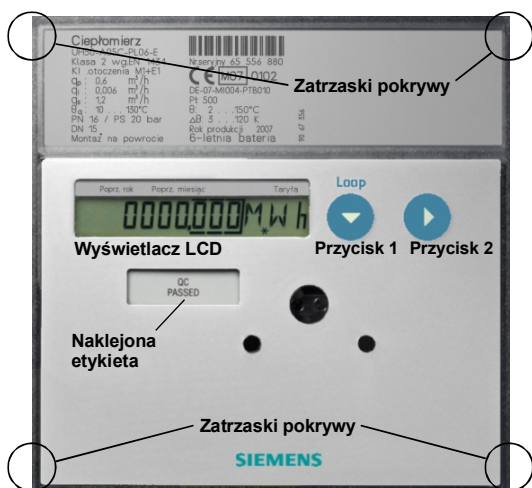 Ciepłomierz
UH50-A05C-PL06-E
Klasa 2 wg.EN 1434
Kl .otoczenia M1+E1
qp : 0,6 m³/h
qi : 0,006 m³/h
qs : 1,2 m³/h
θq : 10 ... 130°C
PN 16 / PS 20 bar
DN 15
Montaż na powrocie
Nr.seryjny 65 556 880
CE M07 0102
DE-07-MI004-PTB010
Pt 500
θ: 2 ...150°C
Δθ: 3 ...120 K
Rok produkcji 2007
6-letnia bateria
90 67 356
Zatrzaski pokrywy
Poprz. rok Poprz. miesiąc Taryfa
0000,000 MWh
Loop
Wyświetlacz LCD
Przycisk 1 Przycisk 2
QC
PASSED
Naklejona
etykieta
Zatrzaski pokrywy
SIEMENS